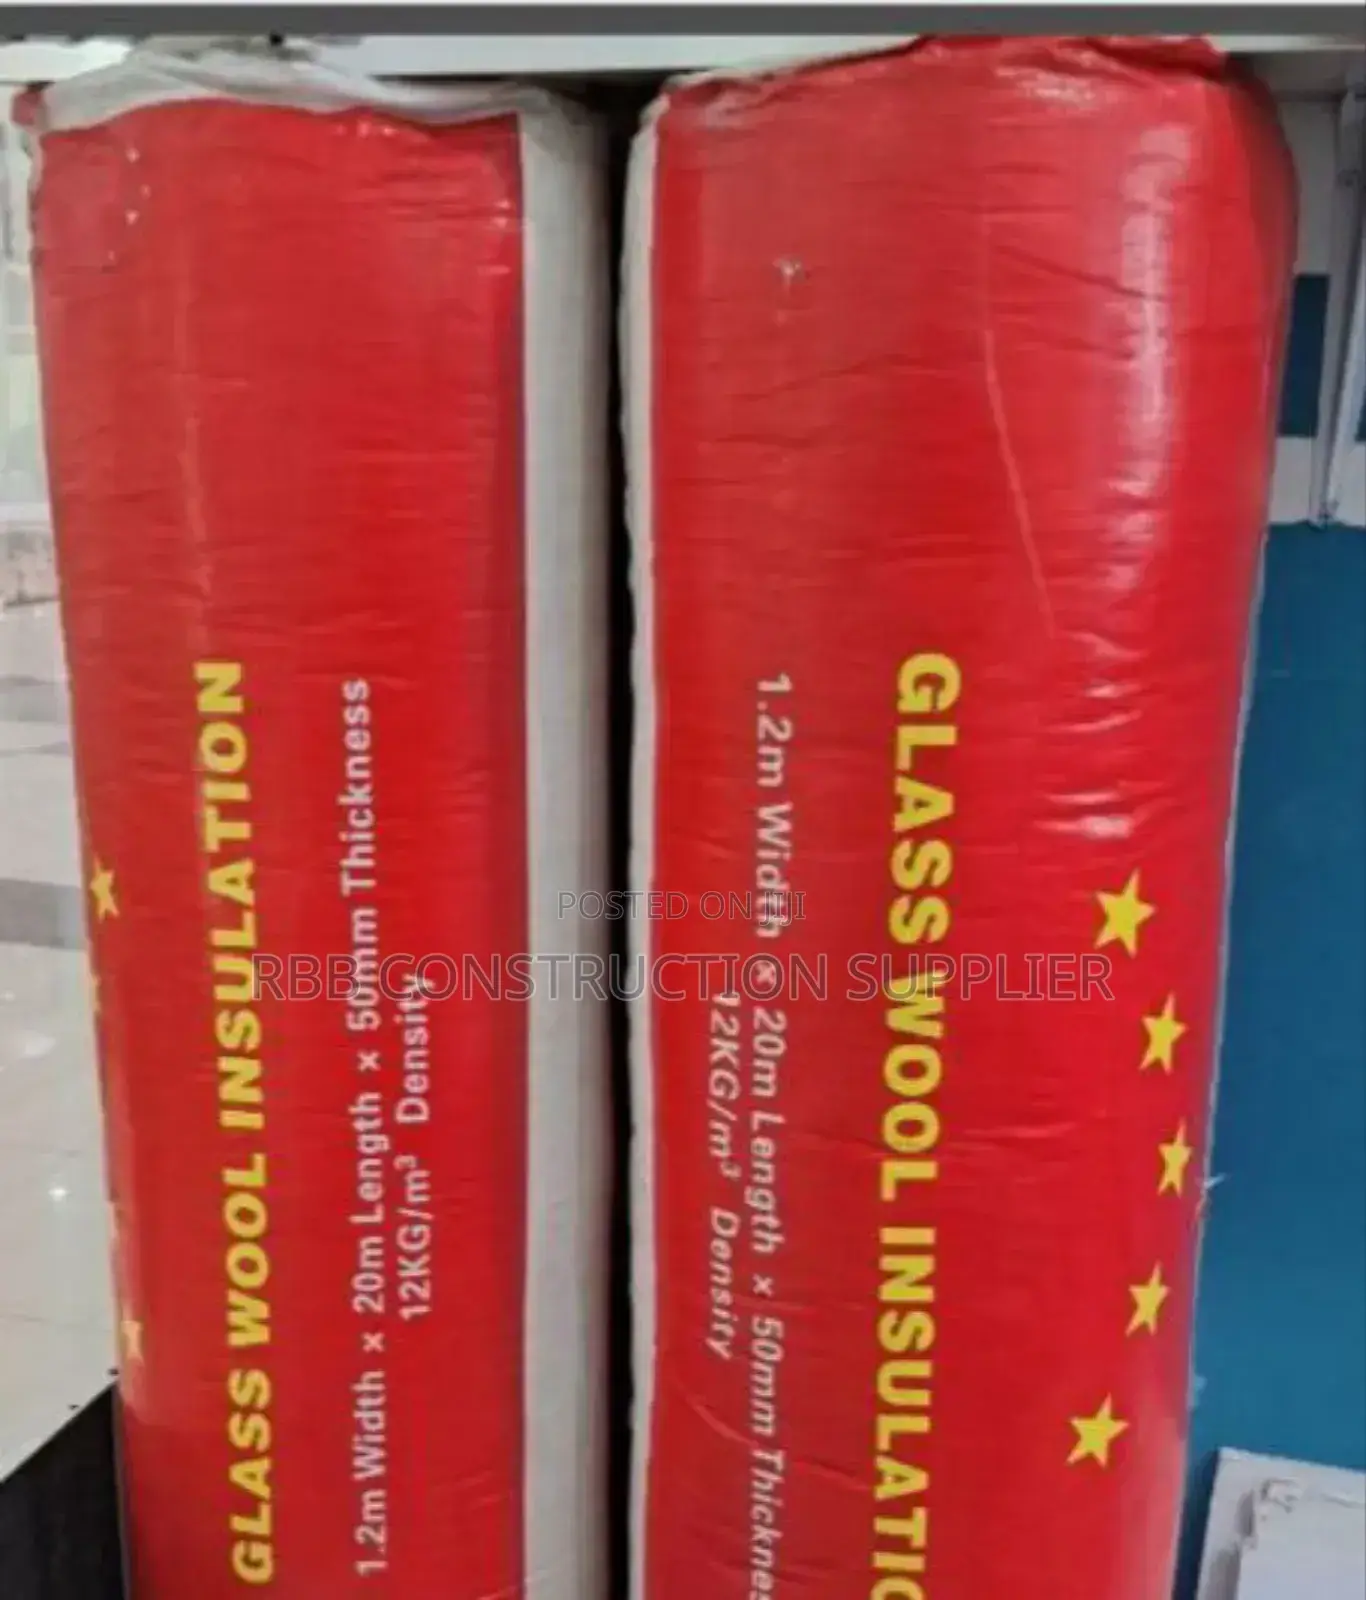 GLASS WOOL INSULATION
1.2m Width × 20m Length × 50mm Thickness
12KG/m³ Density
GLASS WOOL INSULATIO
1.2m Width × 20m Length × 50mm Thicknes
12KG/m³ Density
POSTED ON JIJI
RBB CONSTRUCTION SUPPLIER